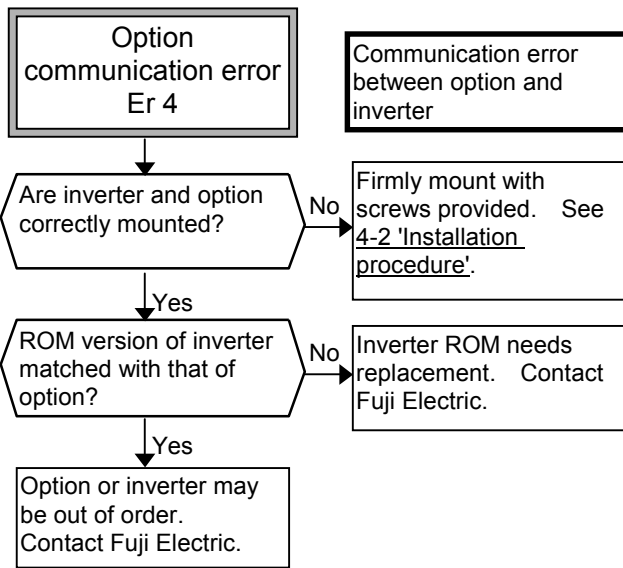 Option
communication error
Er 4
Communication error
between option and
inverter
Are inverter and option
correctly mounted?
No
Firmly mount with
screws provided. See
4-2 'Installation
procedure'.
Yes
ROM version of inverter
matched with that of
option?
No
Inverter ROM needs
replacement. Contact
Fuji Electric.
Yes
Option or inverter may
be out of order.
Contact Fuji Electric.